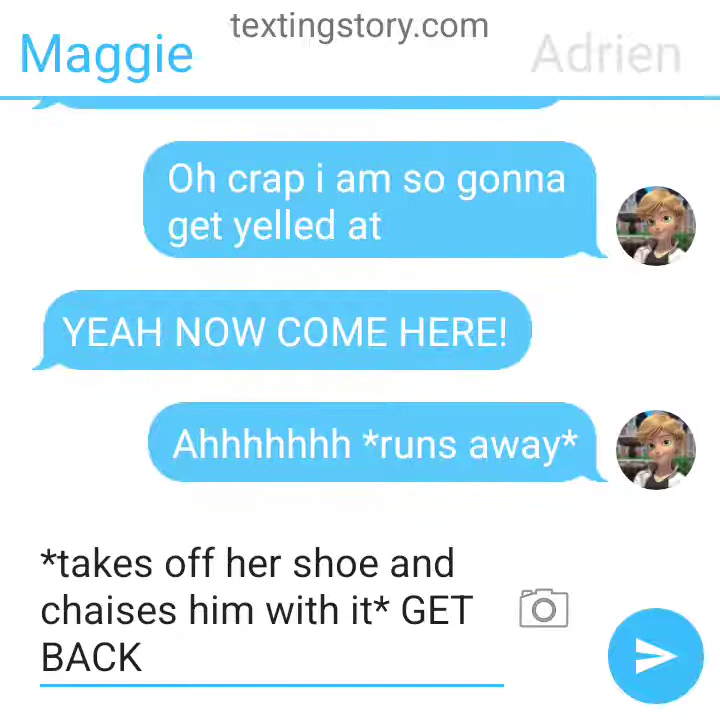 textingstory.com
Maggie
Adrien
Oh crap i am so gonna
get yelled at
YEAH NOW COME HERE!
Ahhhhhhh *runs away*
*takes off her shoe and
chaises him with it* GET
BACK